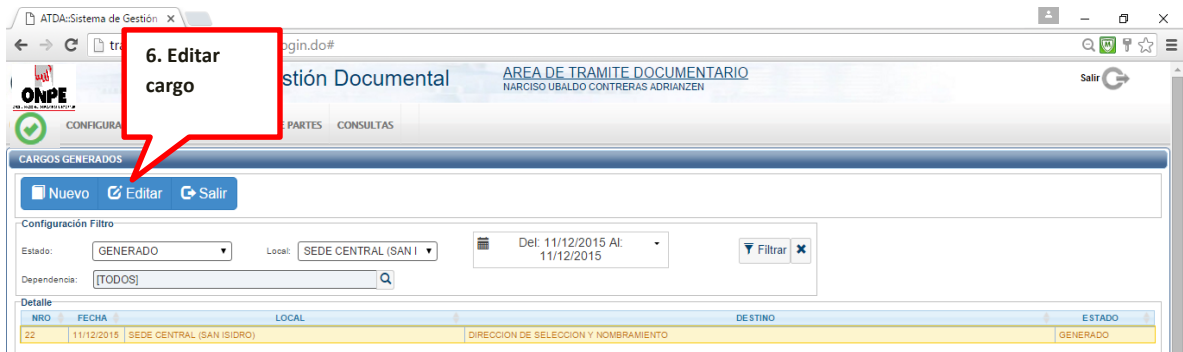 ATDA::Sistema de Gestión
6. Editar
cargo
ogin.do#
ONPE
stión Documental
AREA DE TRAMITE DOCUMENTARIO
NARCISO UBALDO CONTRERAS ADRIANZEN
Salir
PARTES CONSULTAS
CARGOS GENERADOS
Nuevo Editar Salir
Configuración Filtro
Estado: GENERADO Local: SEDE CENTRAL (SAN I Del: 11/12/2015 Al: 11/12/2015 Filtrar
Dependencia: [TODOS]
Detalle
NRO FECHA LOCAL DESTINO ESTADO
22 11/12/2015 SEDE CENTRAL (SAN ISIDRO) DIRECCION DE SELECCION Y NOMBRAMIENTO GENERADO